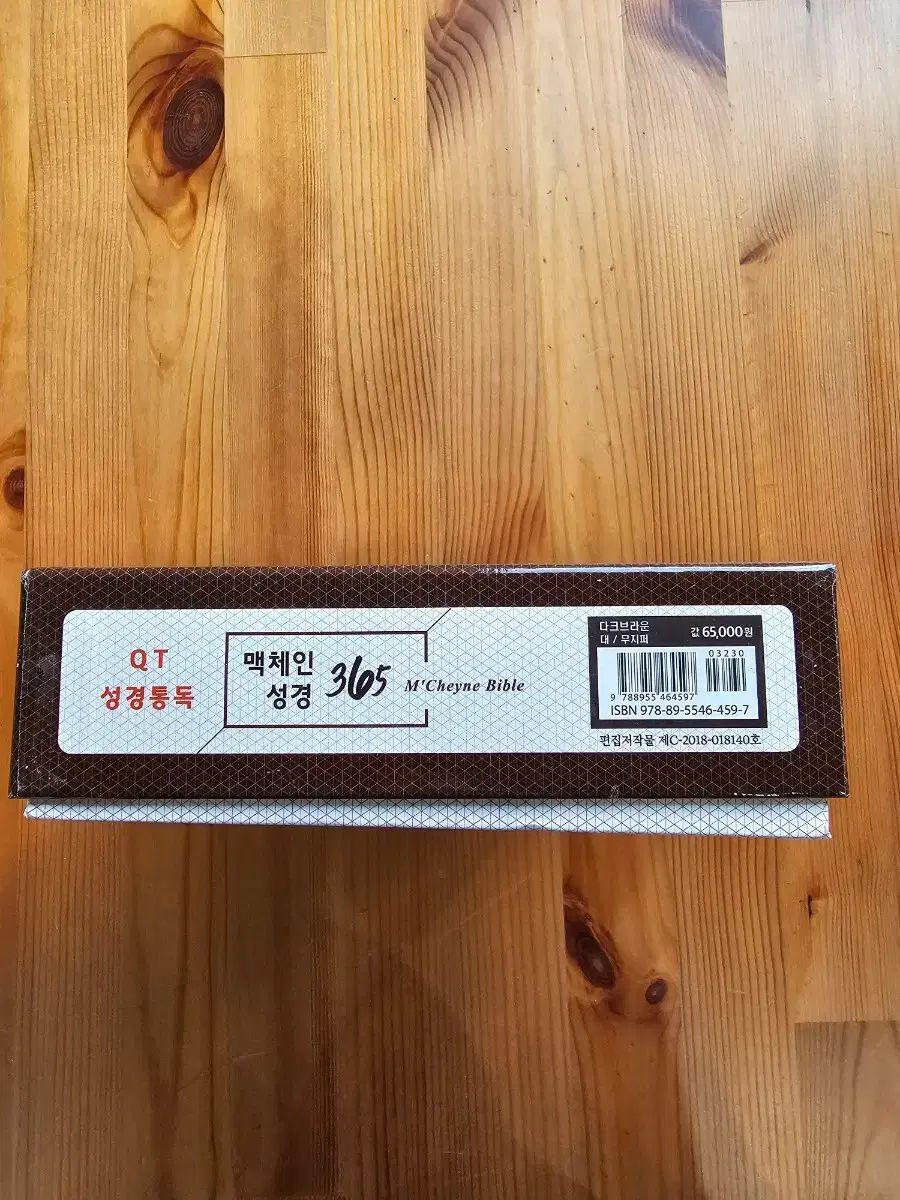 QT
성경통독
맥체인
성경
365
M'Cheyne Bible
다크브라운
대 / 무지퍼
값 65,000원
03230
9 788955 464597
ISBN 978-89-5546-459-7
편집저작물 제C-2018-018140호